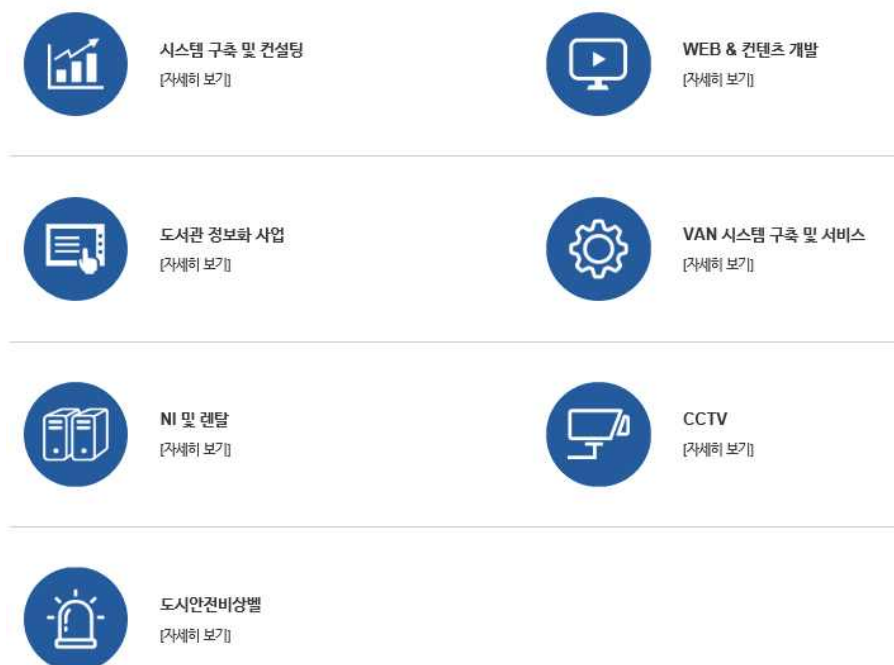 시스템 구축 및 컨설팅
[자세히 보기]
WEB & 컨텐츠 개발
[자세히 보기]
도서관 정보화 사업
[자세히 보기]
VAN 시스템 구축 및 서비스
[자세히 보기]
NI 및 렌탈
[자세히 보기]
CCTV
[자세히 보기]
도시안전비상벨
[자세히 보기]